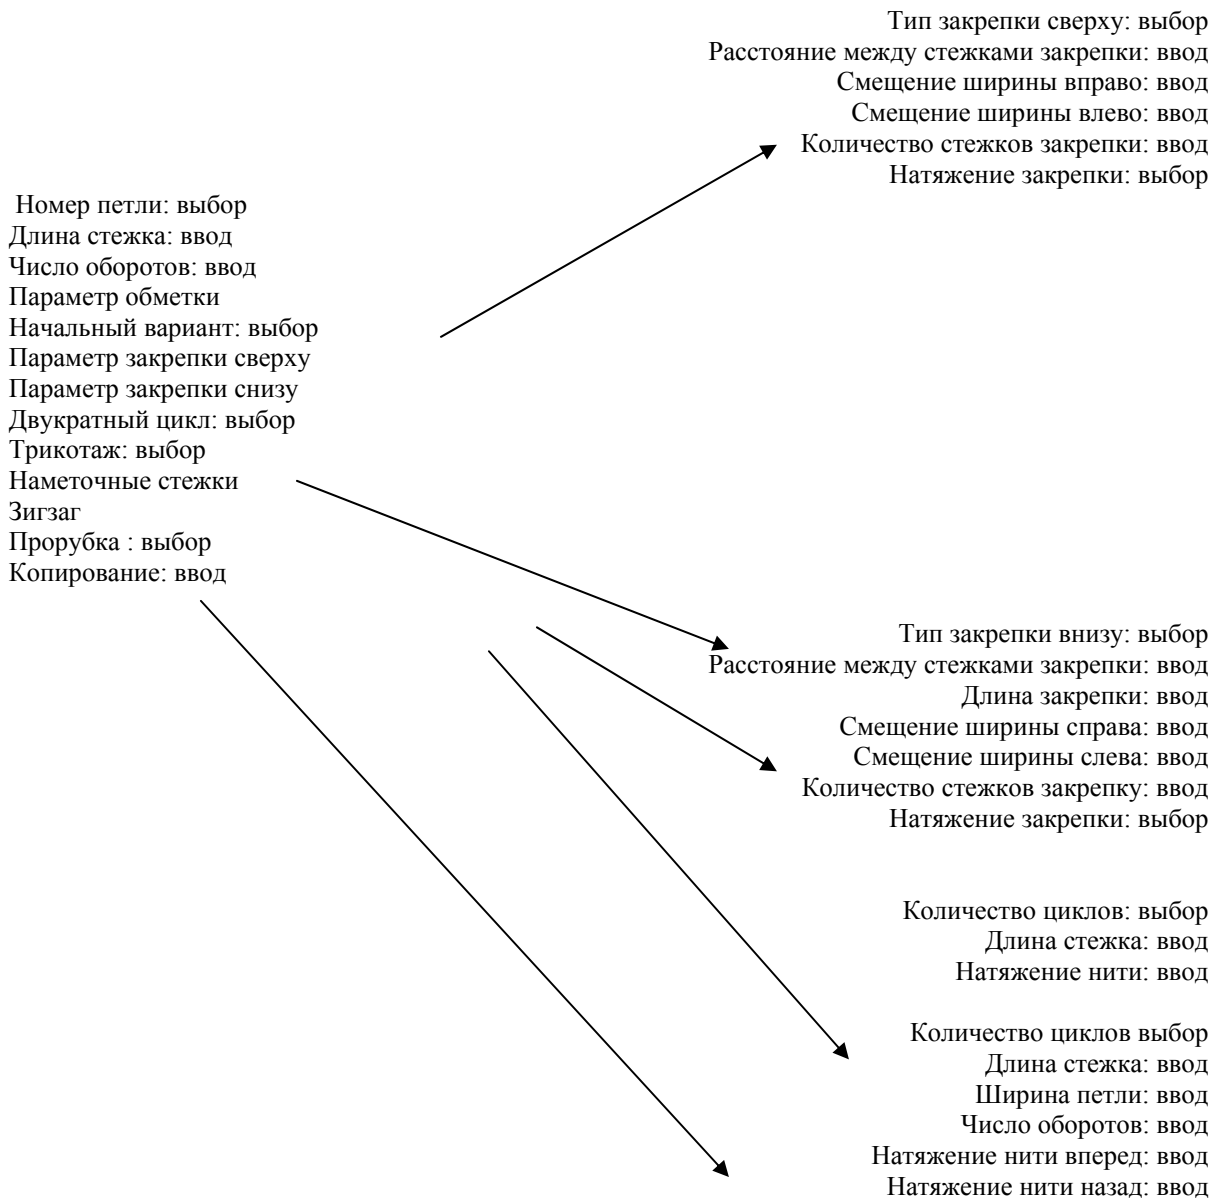 Тип закрепки сверху: выбор
Расстояние между стежками закрепки: ввод
Смещение ширины вправо: ввод
Смещение ширины влево: ввод
Количество стежков закрепки: ввод
Натяжение закрепки: выбор
Номер петли: выбор
Длина стежка: ввод
Число оборотов: ввод
Параметр обметки
Начальный вариант: выбор
Параметр закрепки сверху
Параметр закрепки снизу
Двукратный цикл: выбор
Трикотаж: выбор
Наметочные стежки
Зигзаг
Прорубка : выбор
Копирование: ввод
Тип закрепки внизу: выбор
Расстояние между стежками закрепки: ввод
Длина закрепки: ввод
Смещение ширины справа: ввод
Смещение ширины слева: ввод
Количество стежков закрепку: ввод
Натяжение закрепки: выбор
Количество циклов: выбор
Длина стежка: ввод
Натяжение нити: ввод
Количество циклов выбор
Длина стежка: ввод
Ширина петли: ввод
Число оборотов: ввод
Натяжение нити вперед: ввод
Натяжение нити назад: ввод